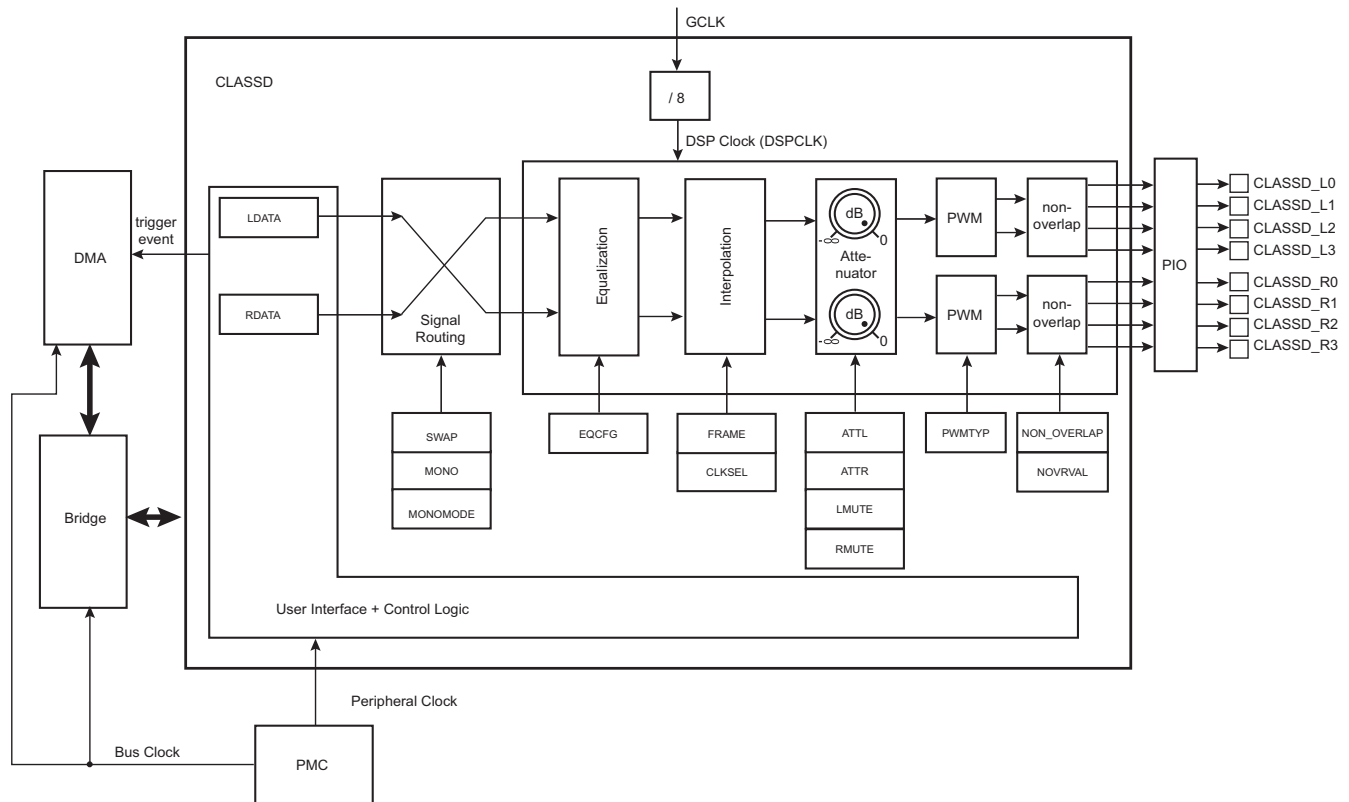 GCLK
CLASSD
/ 8
DSP Clock (DSPCLK)
DMA
trigger
event
LDATA
RDATA
Signal
Routing
Equalization
Interpolation
dB
-∞
0
Atte-
nuator
dB
-∞
0
PWM
PWM
non-
overlap
non-
overlap
PIO
CLASSD_L0
CLASSD_L1
CLASSD_L2
CLASSD_L3
CLASSD_R0
CLASSD_R1
CLASSD_R2
CLASSD_R3
SWAP
MONO
MONOMODE
EQCFG
FRAME
CLKSEL
ATTL
ATTR
LMUTE
RMUTE
PWMTYP
NON_OVERLAP
NOVRVAL
Bridge
User Interface + Control Logic
Peripheral Clock
Bus Clock
PMC